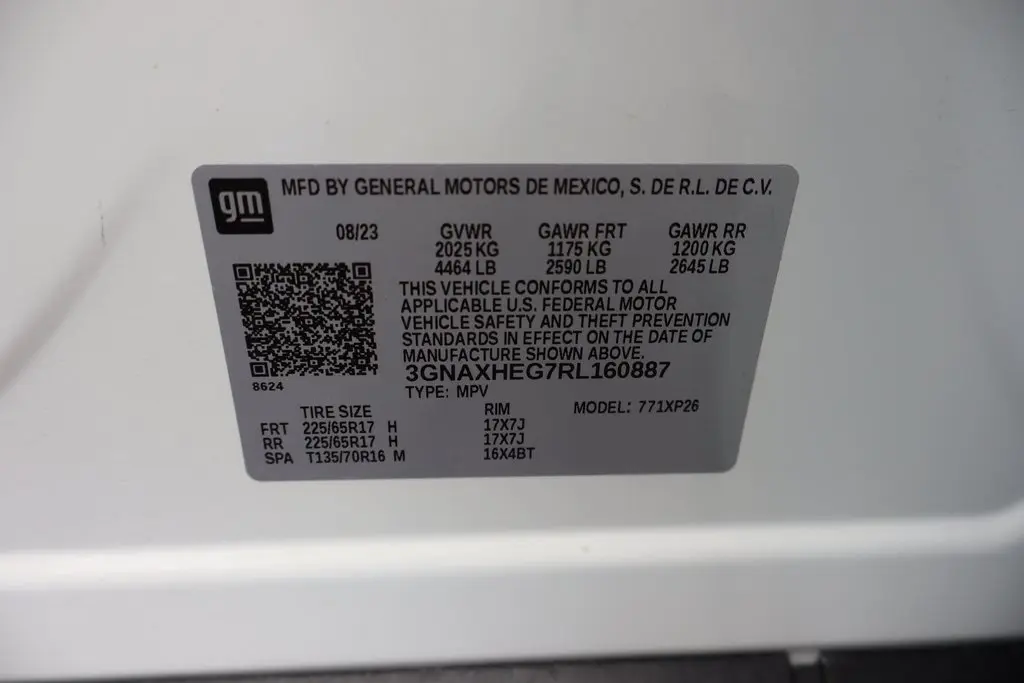 gm MFD BY GENERAL MOTORS DE MEXICO, S. DE R.L. DE C.V.
08/23 GVWR GAWR FRT GAWR RR
2025 KG 1175 KG 1200 KG
4464 LB 2590 LB 2645 LB
THIS VEHICLE CONFORMS TO ALL
APPLICABLE U.S. FEDERAL MOTOR
VEHICLE SAFETY AND THEFT PREVENTION
STANDARDS IN EFFECT ON THE DATE OF
MANUFACTURE SHOWN ABOVE.
3GNAXHEG7RL160887
8624
TYPE: MPV
TIRE SIZE RIM MODEL: 771XP26
FRT 225/65R17 H 17X7J
RR 225/65R17 H 17X7J
SPA T135/70R16 M 16X4BT